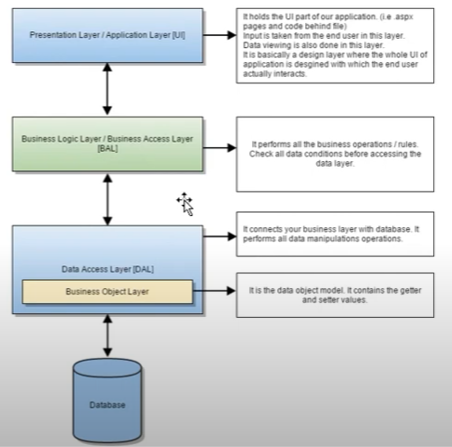 Presentation Layer / Application Layer [UI]
It holds the UI part of our application. (i.e .aspx
pages and code behind file)
Input is taken from the end user in this layer.
Data viewing is also done in this layer.
It is basically a design layer where the whole UI of
application is desgined with which the end user
actually interacts.
Business Logic Layer / Business Access Layer
[BAL]
It performs all the business operations / rules.
Check all data conditions before accessing the
data layer.
It connects your business layer with database. It
performs all data manipulations operations.
Data Access Layer [DAL]
Business Object Layer
It is the data object model. It contains the getter
and setter values.
Database